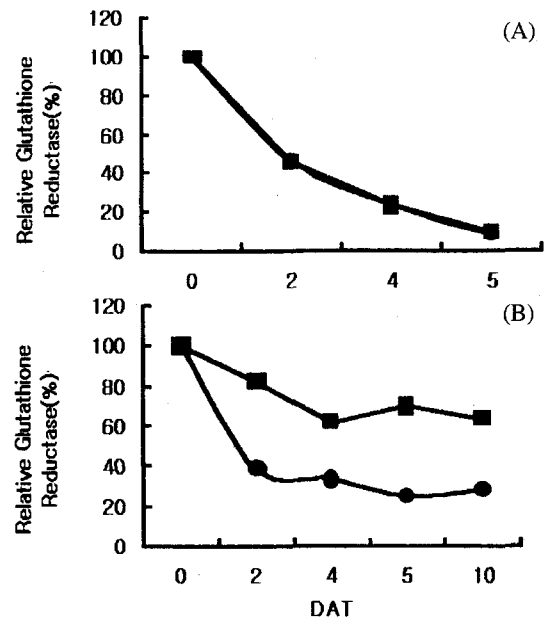 (A)
Relative Glutathione
Reductase(%)
120
100
80
60
40
20
0
0 2 4 5
(B)
Relative Glutathione
Reductase(%)
120
100
80
60
40
20
0
0 2 4 5 10
DAT